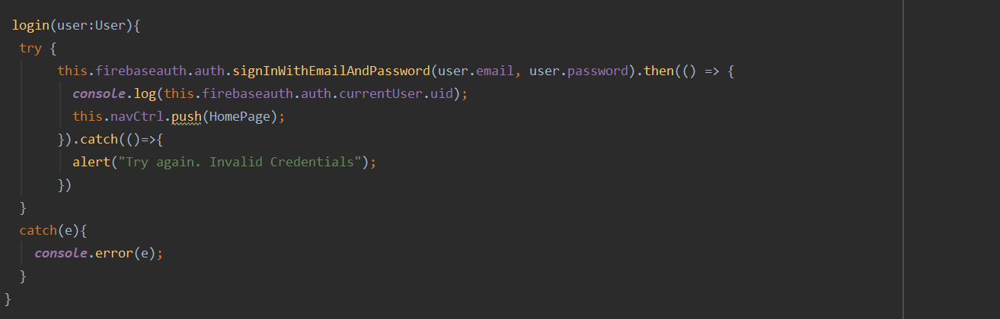 login(user:User){
try {
this.firebaseauth.auth.signInWithEmailAndPassword(user.email, user.password).then(() => {
console.log(this.firebaseauth.auth.currentUser.uid);
this.navCtrl.push(HomePage);
}).catch(()=>{
alert("Try again. Invalid Credentials");
})
}
catch(e){
console.error(e);
}
}